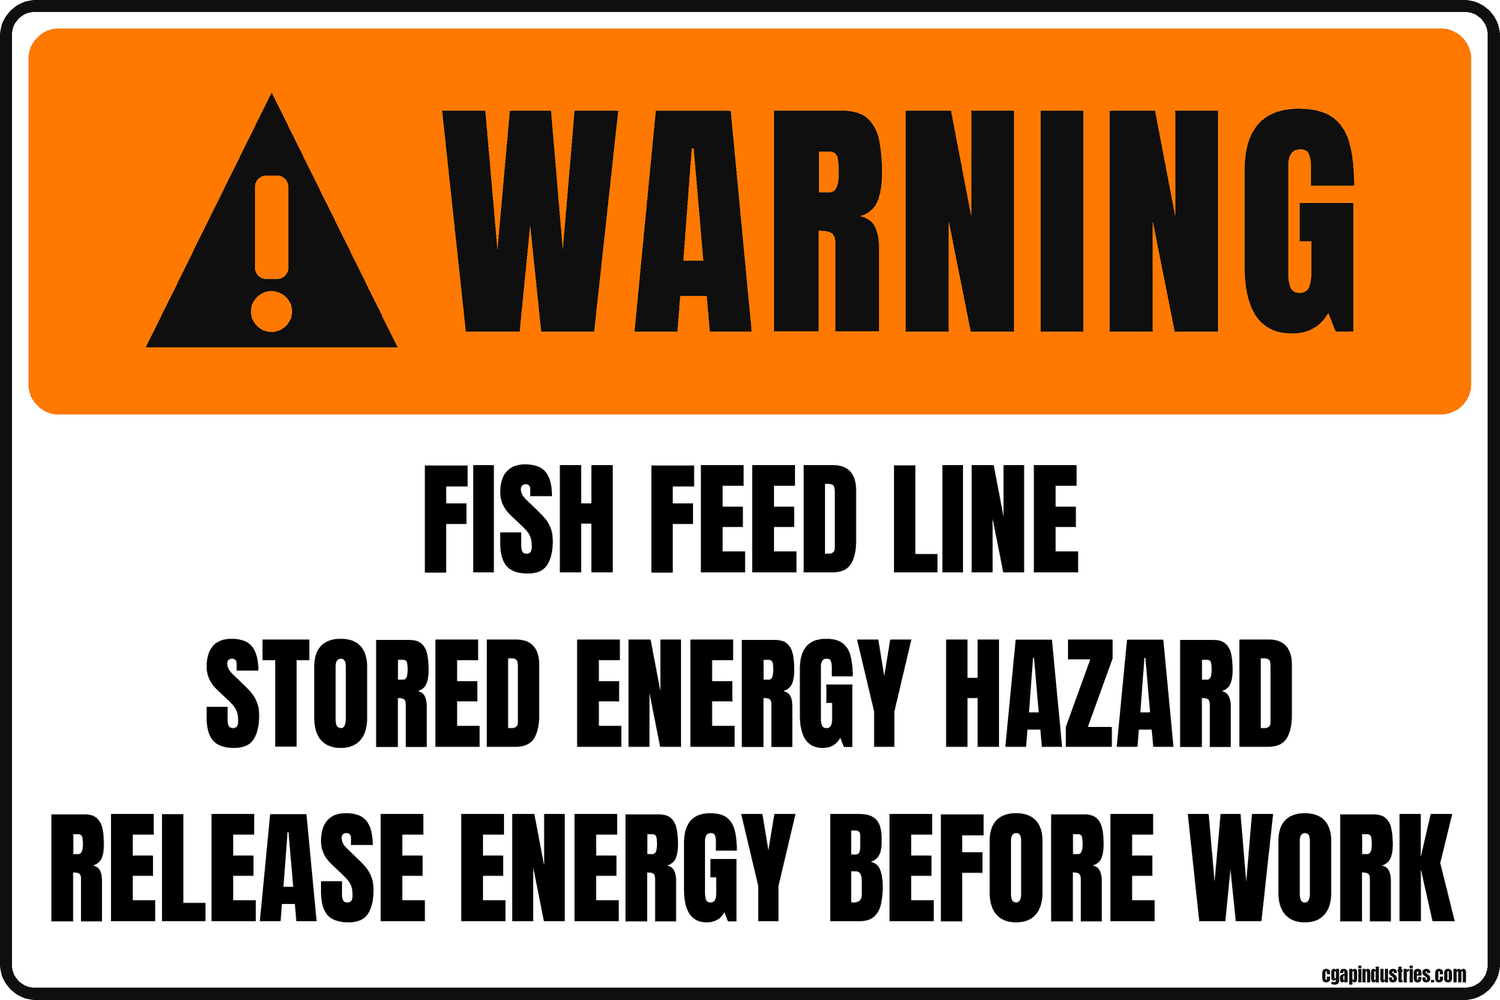 WARNING
FISH FEED LINE
STORED ENERGY HAZARD
RELEASE ENERGY BEFORE WORK
cgapindustries.com